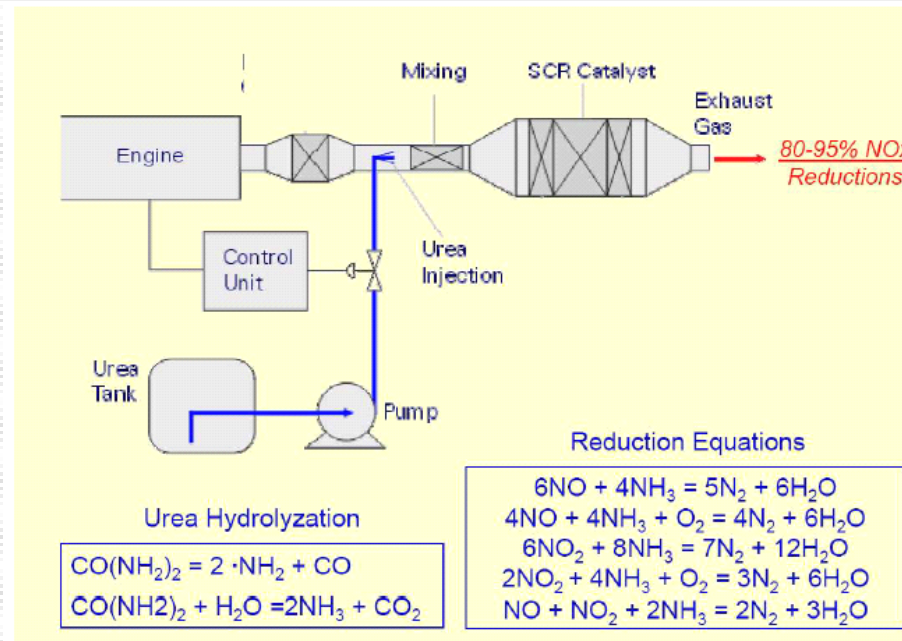 Mixing
SCR Catalyst
Exhaust
Gas
Engine
80-95% NO
Reductions
Urea
Injection
Control
Unit
Urea
Tank
Pump
Reduction Equations
6NO + 4NH₃ = 5N₂ + 6H₂O
4NO + 4NH₃ + O₂ = 4N₂ + 6H₂O
6NO₂ + 8NH₃ = 7N₂ + 12H₂O
2NO₂ + 4NH₃ + O₂ = 3N₂ + 6H₂O
NO + NO₂ + 2NH₃ = 2N₂ + 3H₂O
Urea Hydrolyzation
CO(NH₂)₂ = 2 ·NH₂ + CO
CO(NH2)₂ + H₂O =2NH₃ + CO₂